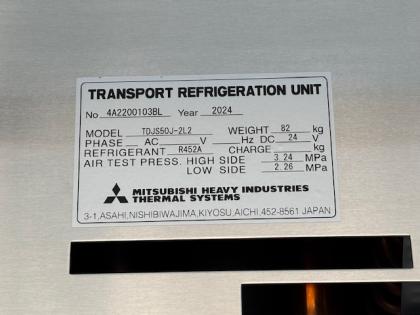 TRANSPORT REFRIGERATION UNIT
No 4A2200103BL Year 2024
MODEL TDJS50J-2L2 WEIGHT 82 kg
PHASE AC V Hz DC 24 V
REFRIGERANT R452A CHARGE kg
AIR TEST PRESS. HIGH SIDE 3.24 MPa
LOW SIDE 2.26 MPa
MITSUBISHI HEAVY INDUSTRIES
THERMAL SYSTEMS
3-1, ASAHI, NISHIBIWAJIMA, KIYOSU, AICHI, 452-8561 JAPAN